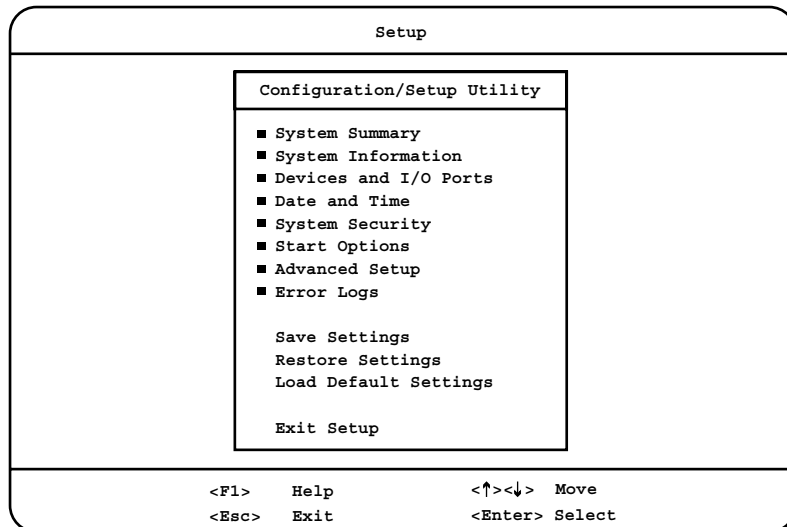 Setup
Configuration/Setup Utility
■ System Summary
■ System Information
■ Devices and I/O Ports
■ Date and Time
■ System Security
■ Start Options
■ Advanced Setup
■ Error Logs
Save Settings
Restore Settings
Load Default Settings
Exit Setup
<F1> Help <↑><↓> Move
<Esc> Exit <Enter> Select